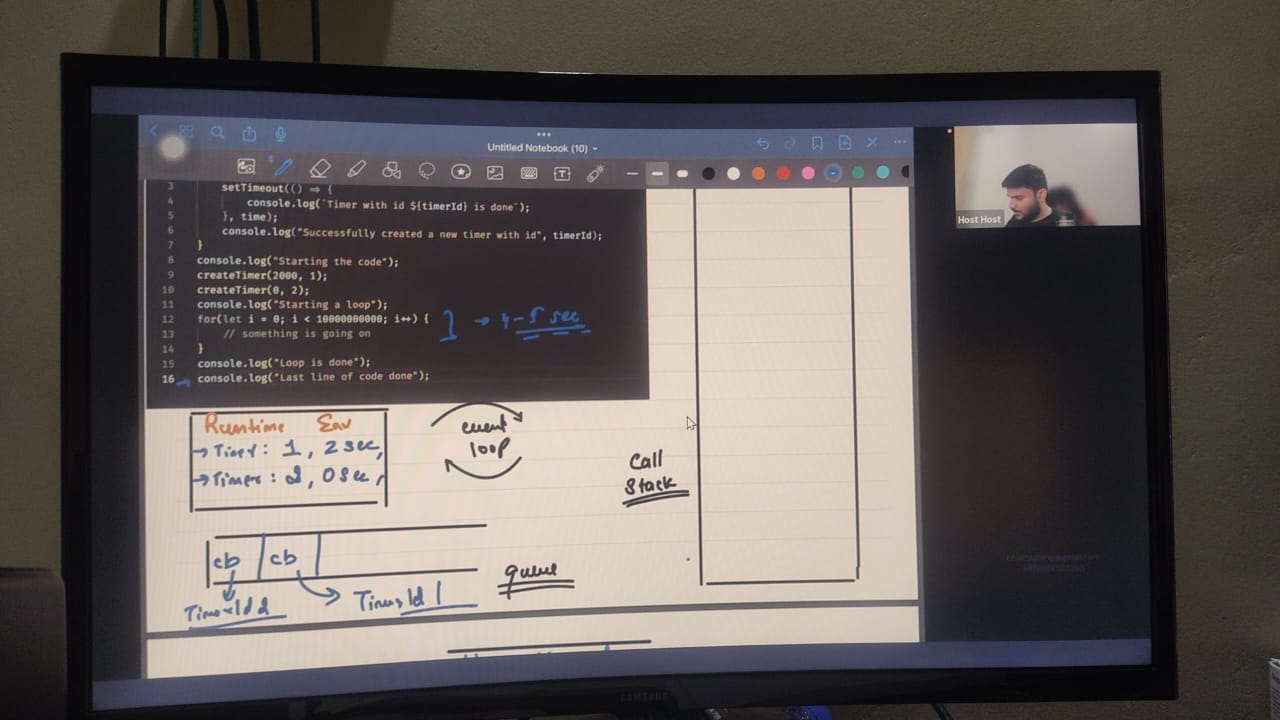 Untitled Notebook (10)
Host Host
3 setTimeout(() => {
4 console.log(`Timer with id ${timerId} is done`);
5 }, time);
6 console.log("Successfully created a new timer with id", timerId);
7 }
8 console.log("Starting the code");
9 createTimer(2000, 1);
10 createTimer(0, 2);
11 console.log("Starting a loop");
12 for(let i = 0; i < 10000000000; i++) {
13 // something is going on
14 }
15 console.log("Loop is done");
16 console.log("Last line of code done");
} → 4-5 sec
Runtime Env
→ Timer: 1, 2 sec,
→ Timer: 2, 0 sec,
event
loop
Call
Stack
cb cb
queue
Timer Id 2
Timer Id 1
SAMSUNG